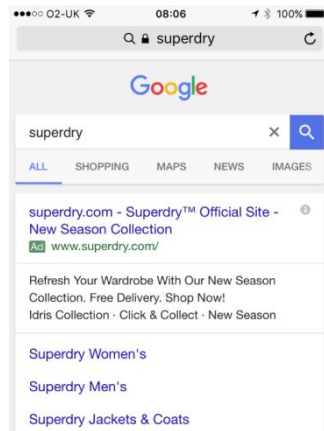 O2-UK 08:06 100%
superdry
Google
superdry
ALL SHOPPING MAPS NEWS IMAGES
superdry.com - Superdry™ Official Site -
New Season Collection
Ad www.superdry.com/
Refresh Your Wardrobe With Our New Season
Collection. Free Delivery. Shop Now!
Idris Collection · Click & Collect · New Season
Superdry Women's
Superdry Men's
Superdry Jackets & Coats